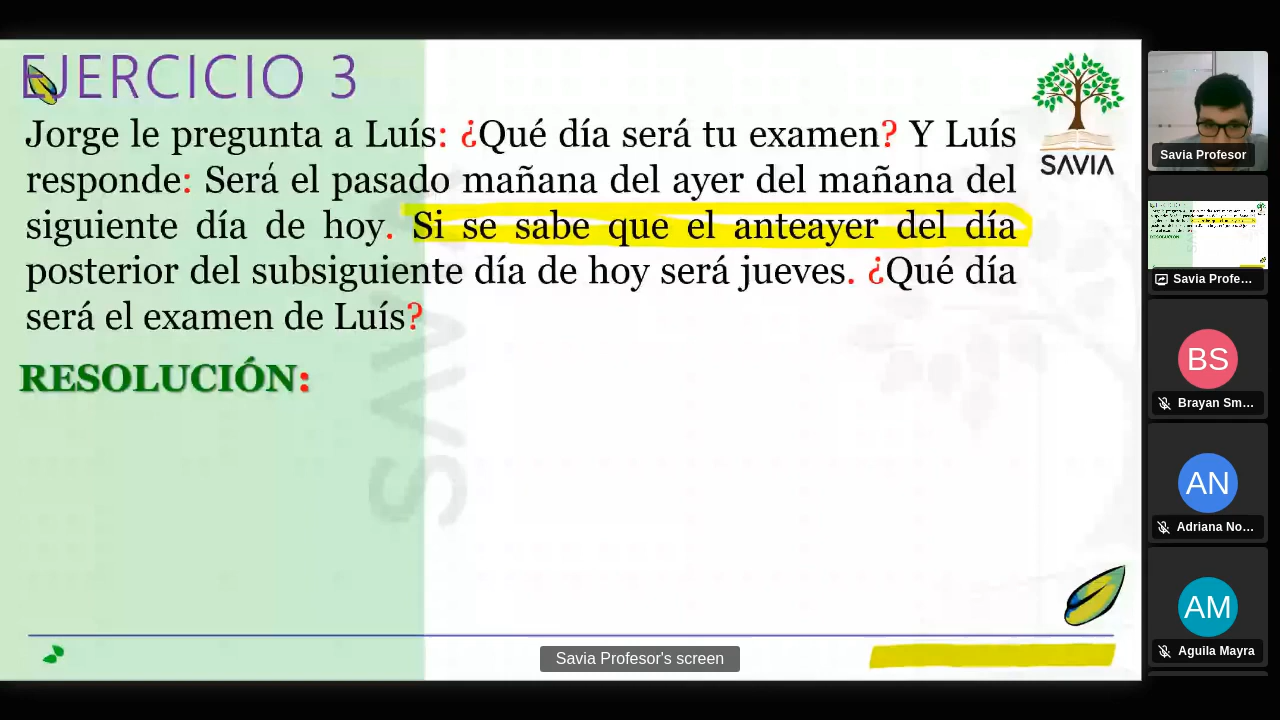 EJERCICIO 3
Jorge le pregunta a Luís: ¿Qué día será tu examen? Y Luís
responde: Será el pasado mañana del ayer del mañana del
siguiente día de hoy. Si se sabe que el anteayer del día
posterior del subsiguiente día de hoy será jueves. ¿Qué día
será el examen de Luís?
RESOLUCIÓN:
SAVIA
SAVIA
Savia Profesor's screen
Savia Profesor
Savia Profe...
BS
Brayan Sm...
AN
Adriana No...
AM
Aguila Mayra